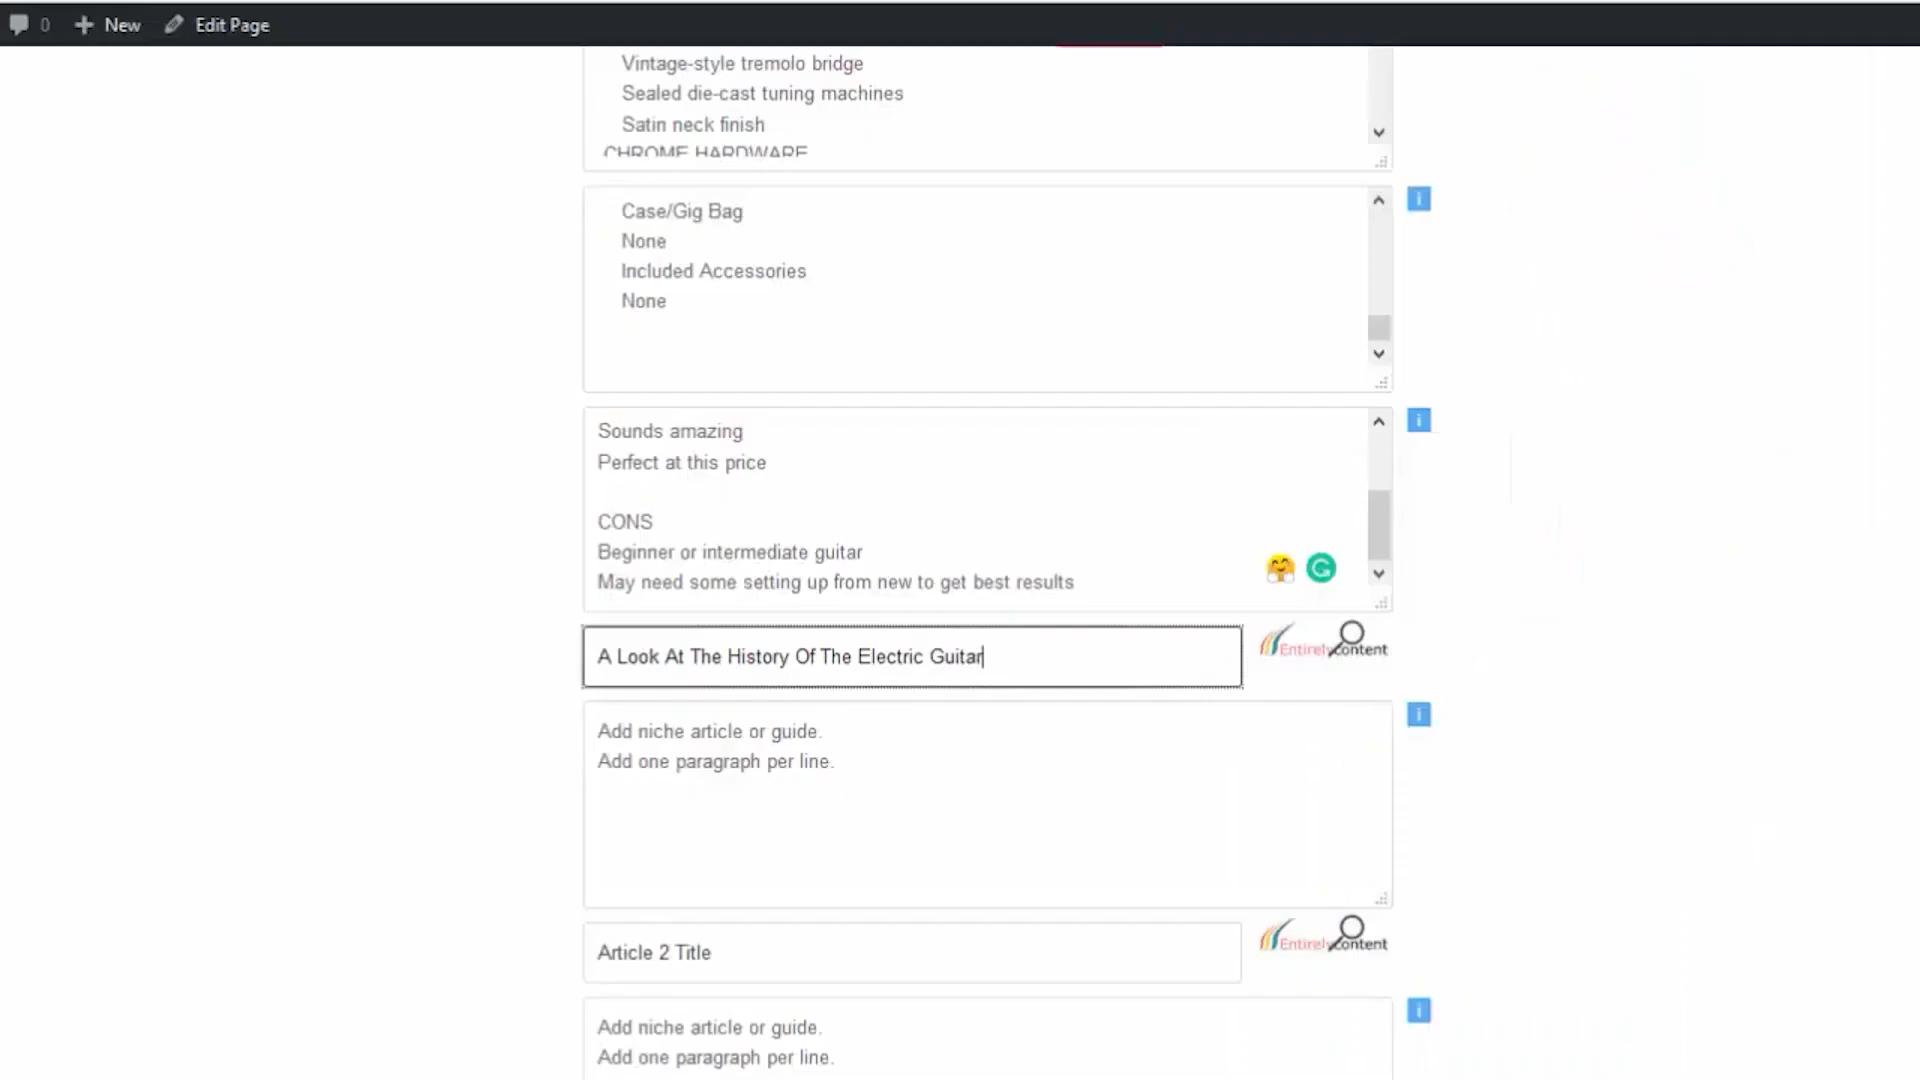 0 New Edit Page
Vintage-style tremolo bridge
Sealed die-cast tuning machines
Satin neck finish
CHROME HARDWARE
Case/Gig Bag
None
Included Accessories
None
i
Sounds amazing
Perfect at this price
CONS
Beginner or intermediate guitar
May need some setting up from new to get best results
i
A Look At The History Of The Electric Guitar
Entirelycontent
Add niche article or guide.
Add one paragraph per line.
i
Article 2 Title
Entirelycontent
Add niche article or guide.
Add one paragraph per line.
i